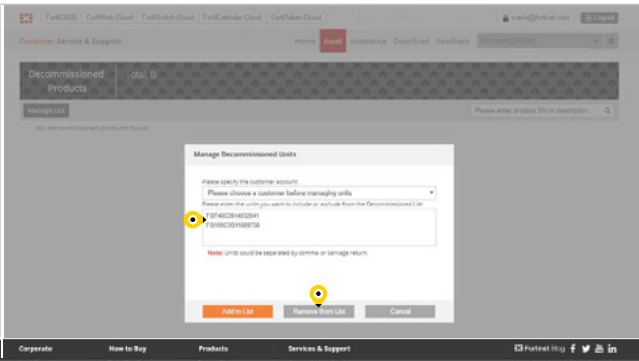 FortiCASB FortiWeb Cloud FortiSwitch Cloud FortiExtender Cloud FortiToken Cloud Logout
Customer Service & Support Home Asset Assistance Download Feedback
Decommissioned Products Total: 0
Manage List Please enter product SN or description...
No decommissioned products found.
Manage Decommissioned Units
Please specify the customer account:
Please choose a customer before managing units
Please enter the units you want to include or exclude from the Decommissioned List:
Note: Units could be separated by comma or carriage return.
Add to List Remove from List Cancel
Corporate How to Buy Products Services & Support Fortinet Blog